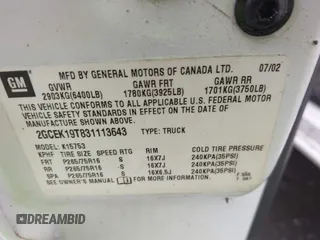 GM
MFD BY GENERAL MOTORS OF CANADA LTD. 07/02
GVWR GAWR FRT GAWR RR
2903KG(6400LB) 1780KG(3925LB) 1701KG(3750LB)
THIS VEHICLE CONFORMS TO ALL APPLICABLE U.S. FEDERAL
MOTOR VEHICLE SAFETY STANDARDS IN EFFECT ON THE DATE
OF MANUFACTURE SHOWN ABOVE.
2GCEK19T831113643 TYPE: TRUCK
MODEL: K15753
KPHF TIRE SIZE SPEED RTG RIM COLD TIRE PRESSURE
FRT P265/75R16 -S 16X7J 240KPA(35PSI)
RR P265/75R16 -S 16X7J 240KPA(35PSI)
SPA P265/75R16 -S 16X6.5J 240KPA(35PSI)
SEE OWNER'S MANUAL FOR ADDITIONAL INFORMATION
DREAMBID